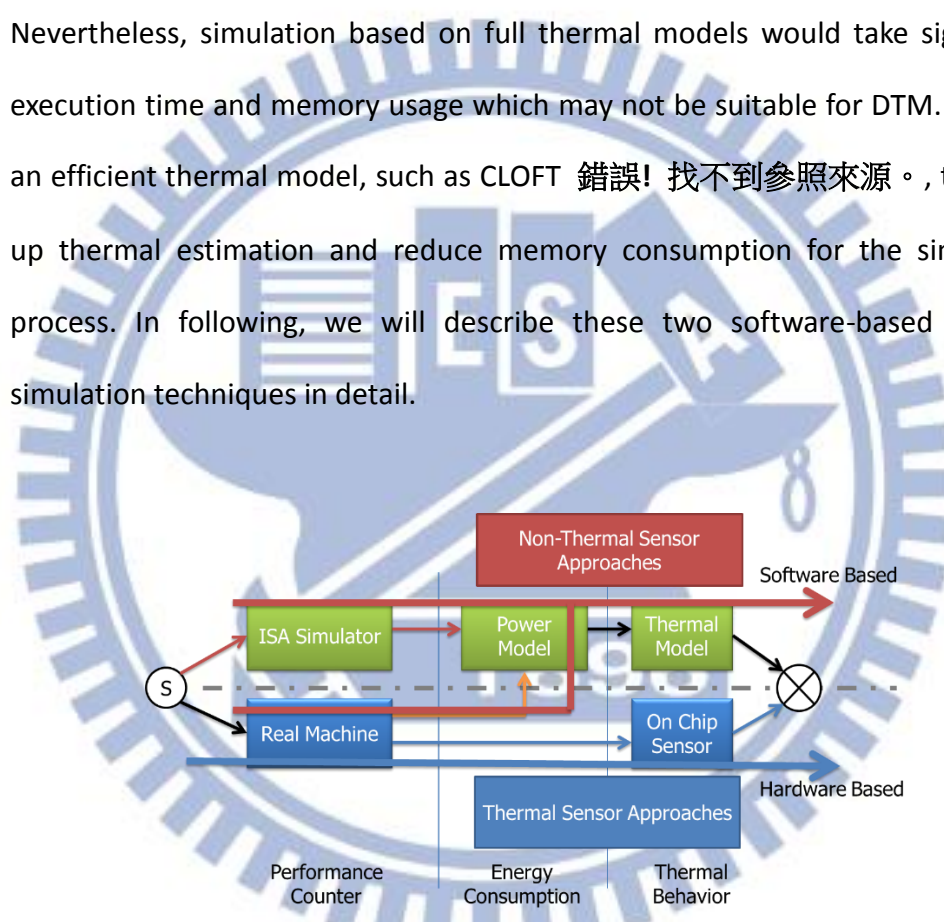 Nevertheless, simulation based on full thermal models would take
execution time and memory usage which may not be suitable for DTM.
an efficient thermal model, such as CLOFT 錯誤! 找不到參照來源。,
up thermal estimation and reduce memory consumption for the
process. In following, we will describe these two software-based
simulation techniques in detail.
ESA
Non-Thermal Sensor
Approaches
Software Based
ISA Simulator
Power
Model
Thermal
Model
S
1896
Real Machine
On Chip
Sensor
Hardware Based
Thermal Sensor Approaches
Performance
Counter
Energy
Consumption
Thermal
Behavior